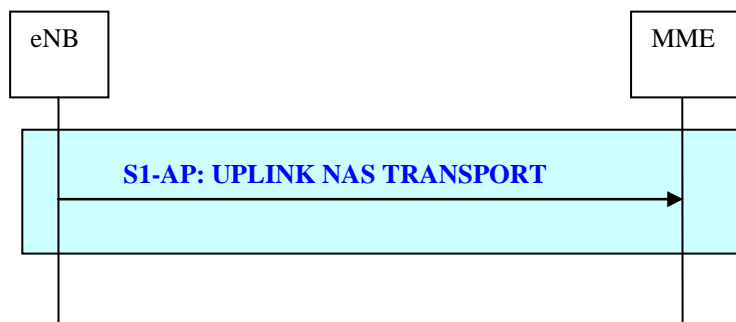 eNB
MME
S1-AP: UPLINK NAS TRANSPORT